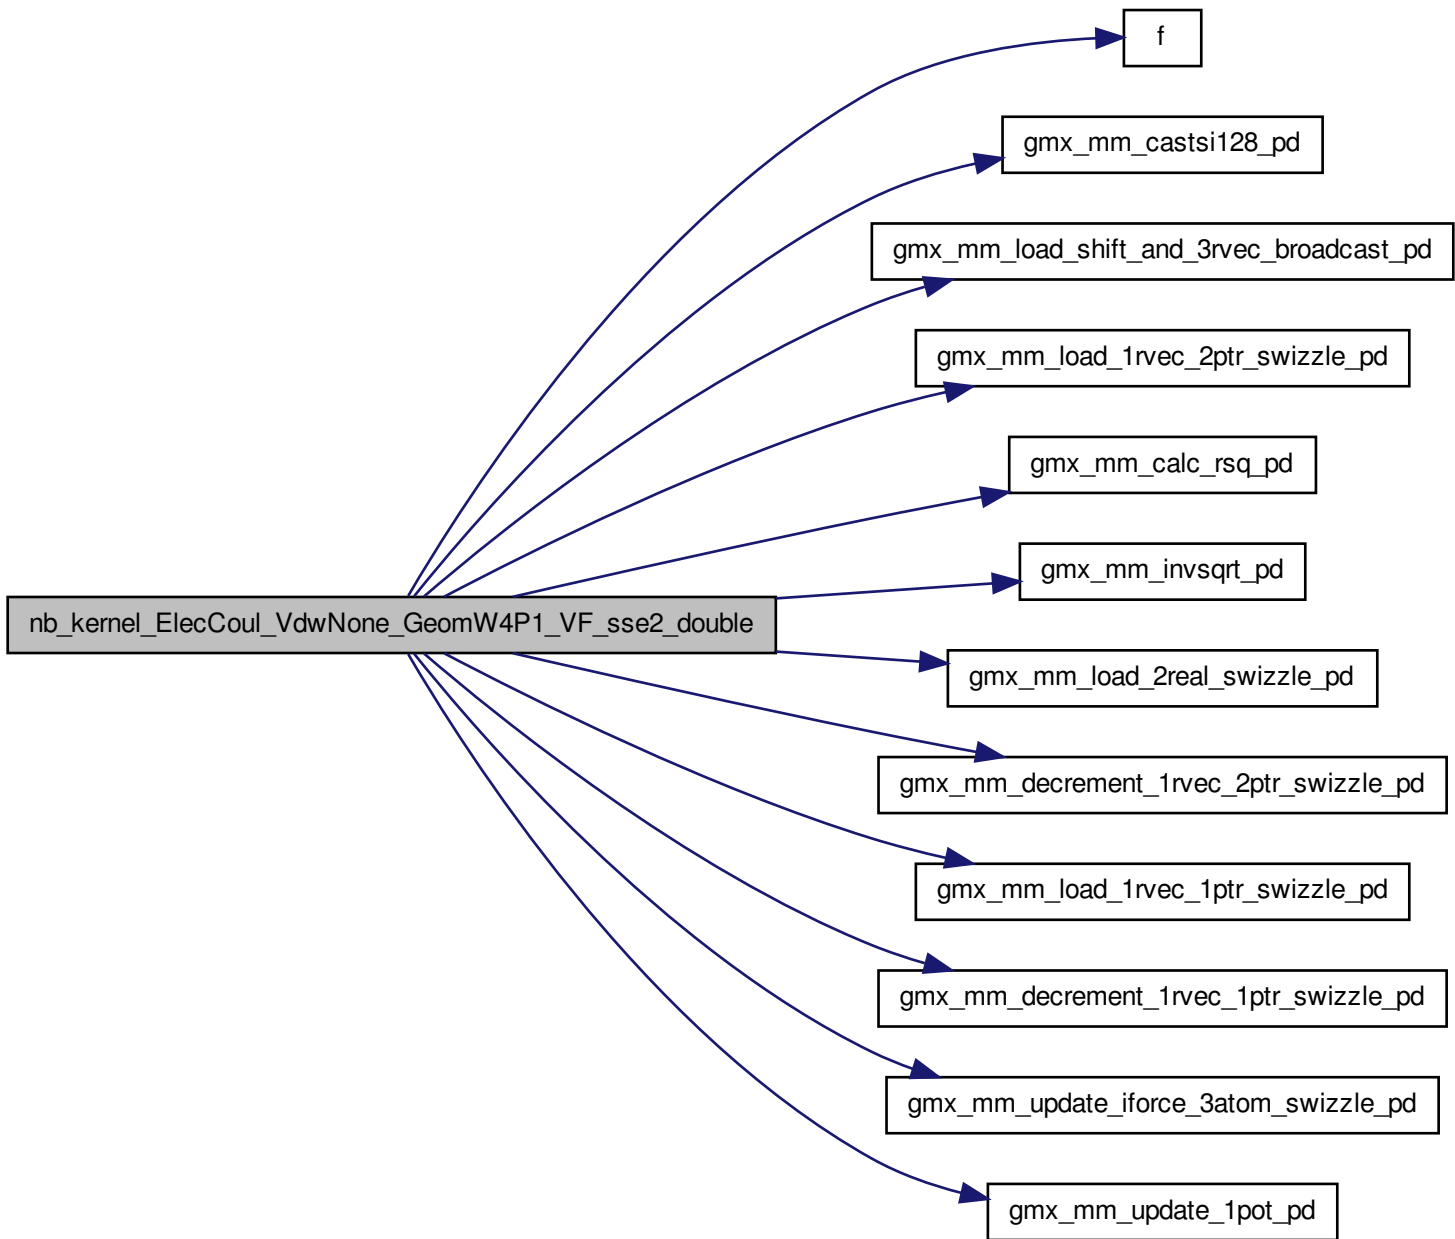 f
gmx_mm_castsi128_pd
gmx_mm_load_shift_and_3rvec_broadcast_pd
gmx_mm_load_1rvec_2ptr_swizzle_pd
gmx_mm_calc_rsq_pd
gmx_mm_invsqrt_pd
nb_kernel_ElecCoul_VdwNone_GeomW4P1_VF_sse2_double
gmx_mm_load_2real_swizzle_pd
gmx_mm_decrement_1rvec_2ptr_swizzle_pd
gmx_mm_load_1rvec_1ptr_swizzle_pd
gmx_mm_decrement_1rvec_1ptr_swizzle_pd
gmx_mm_update_iforce_3atom_swizzle_pd
gmx_mm_update_1pot_pd